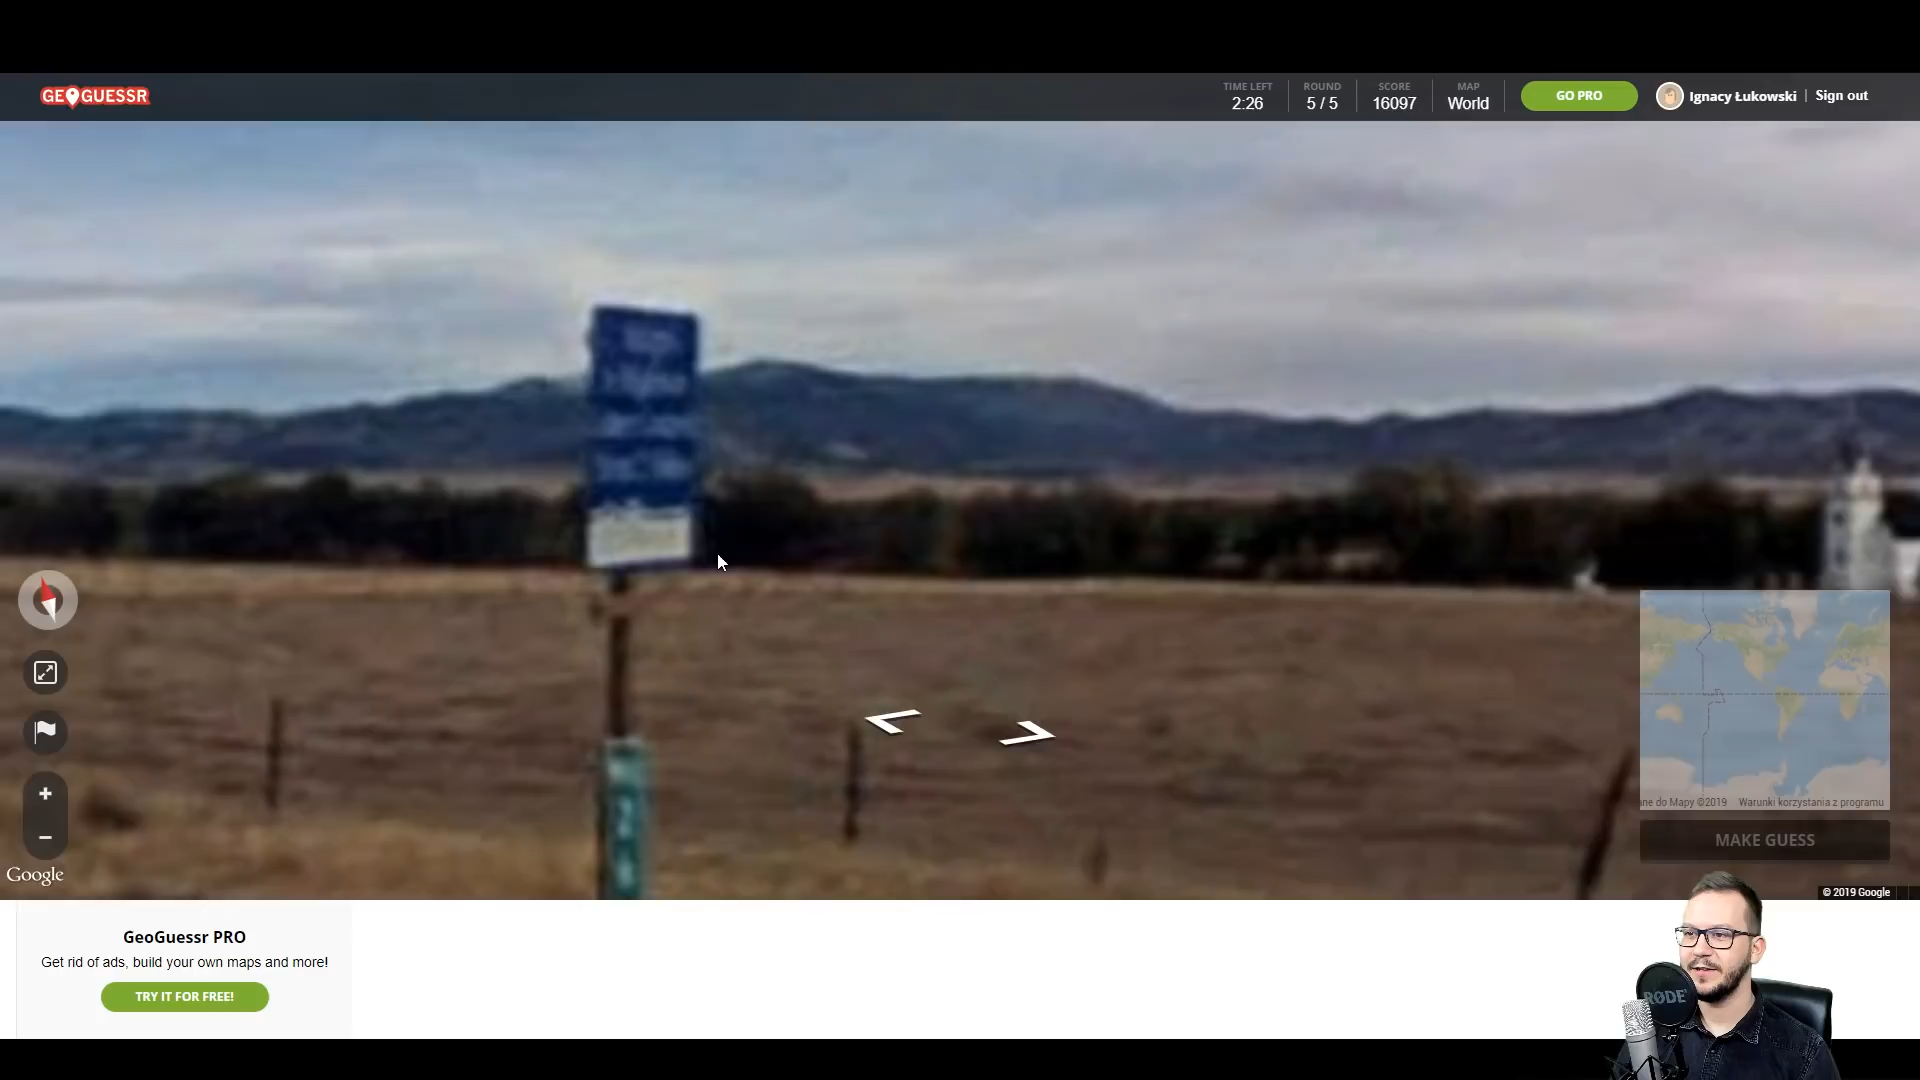 GEOGUESSR
TIME LEFT
2:26
ROUND
5 / 5
SCORE
16097
MAP
World
GO PRO
Ignacy Łukowski
Sign out
ne do Mapy ©2019
Warunki korzystania z programu
MAKE GUESS
Google
© 2019 Google
GeoGuessr PRO
Get rid of ads, build your own maps and more!
TRY IT FOR FREE!
RØDE